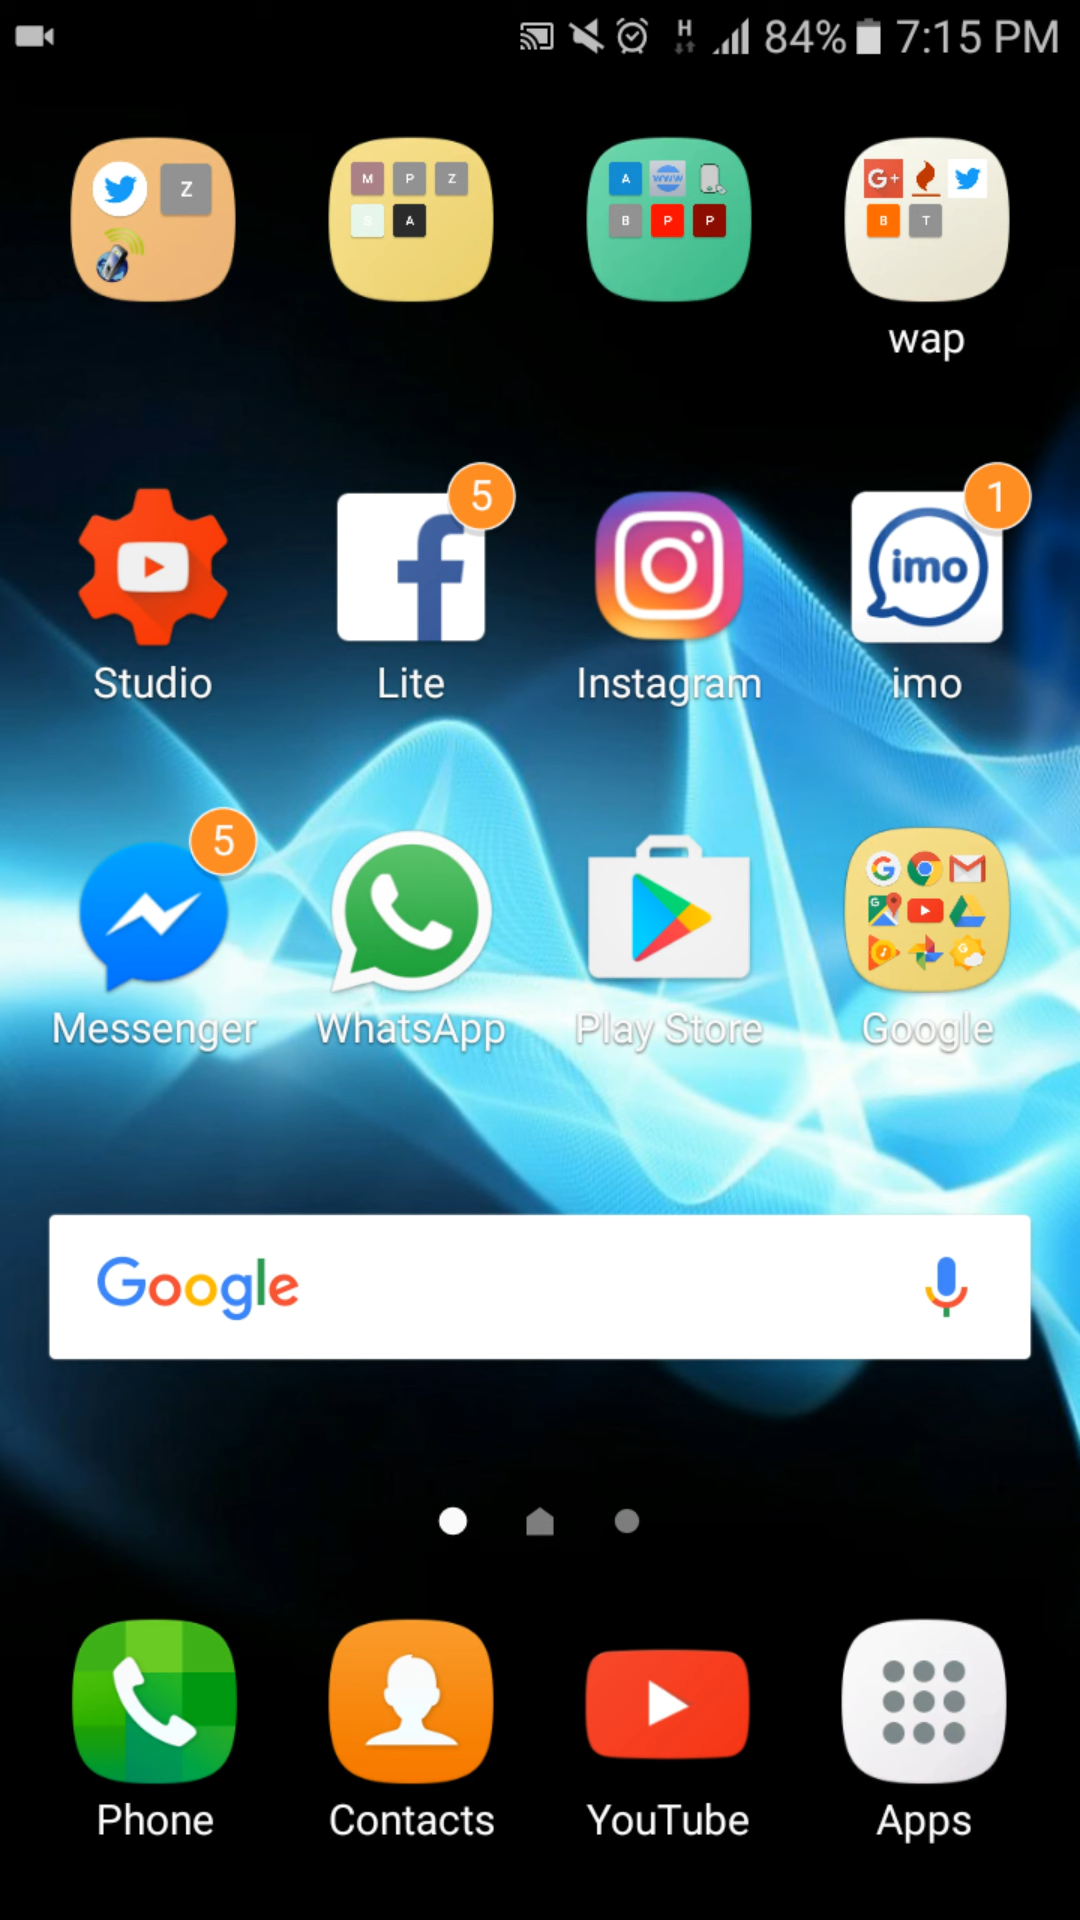 H 84% 7:15 PM
Z
M P Z
A
A www
B P P
G+
B T
wap
5
1
imo
Studio Lite Instagram imo
5
G
G
G
Messenger WhatsApp Play Store Google
Google
Phone Contacts YouTube Apps